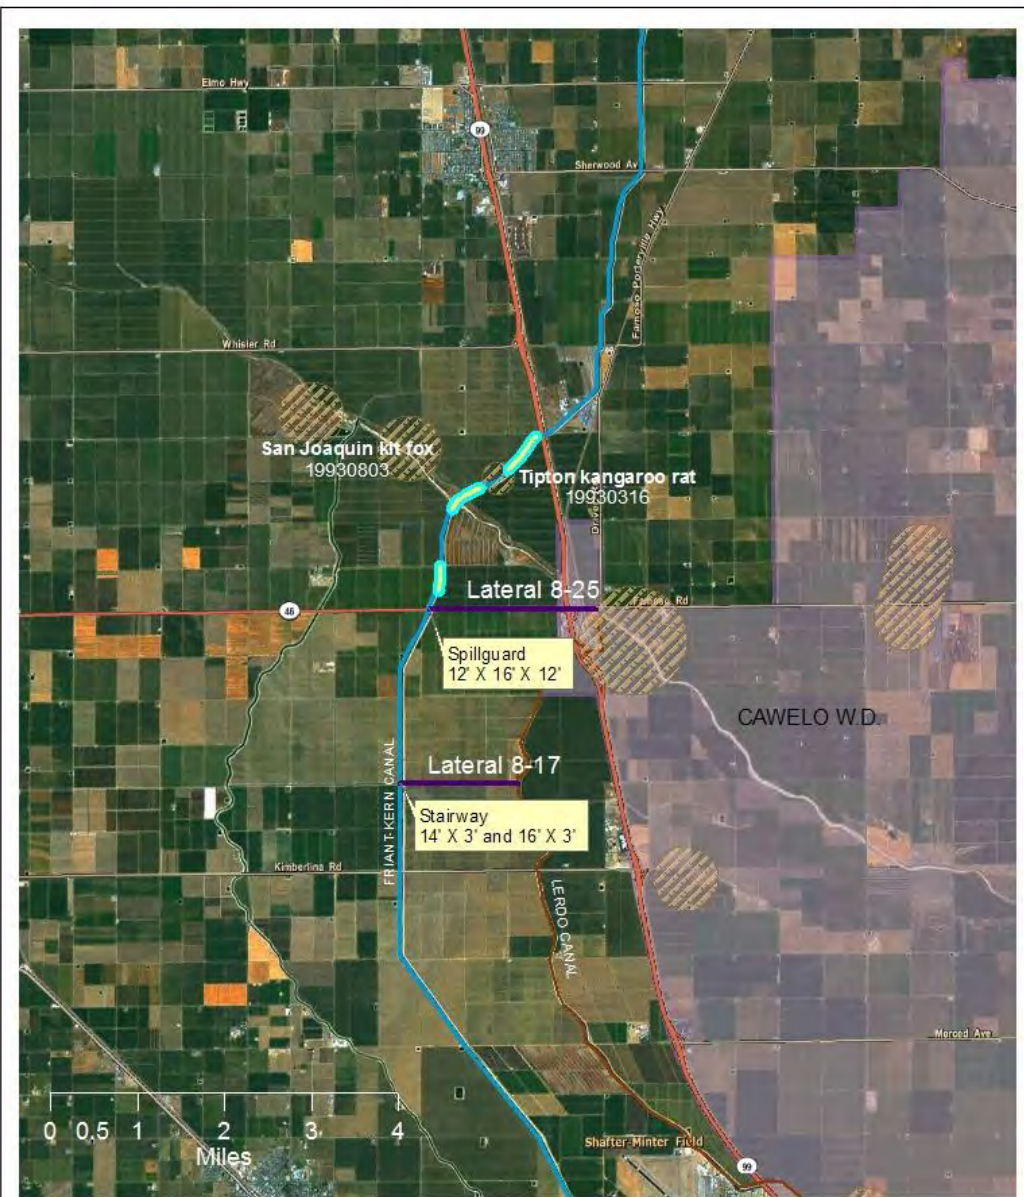 Elmo Hwy
99
Sherwood Av
Famoso Porterville Hwy
Whisler Rd
San Joaquin kit fox
19930803
Tipton kangaroo rat
19930316
Lateral 8-25
46
Famoso Rd
Spillguard
12' X 16' X 12'
CAWELO W.D.
FRIANT-KERN CANAL
Lateral 8-17
Stairway
14' X 3' and 16' X 3'
Kimberlina Rd
LERDO CANAL
Merced Ave
0 0.5 1 2 3 4
Miles
Shafter-Minter Field
99